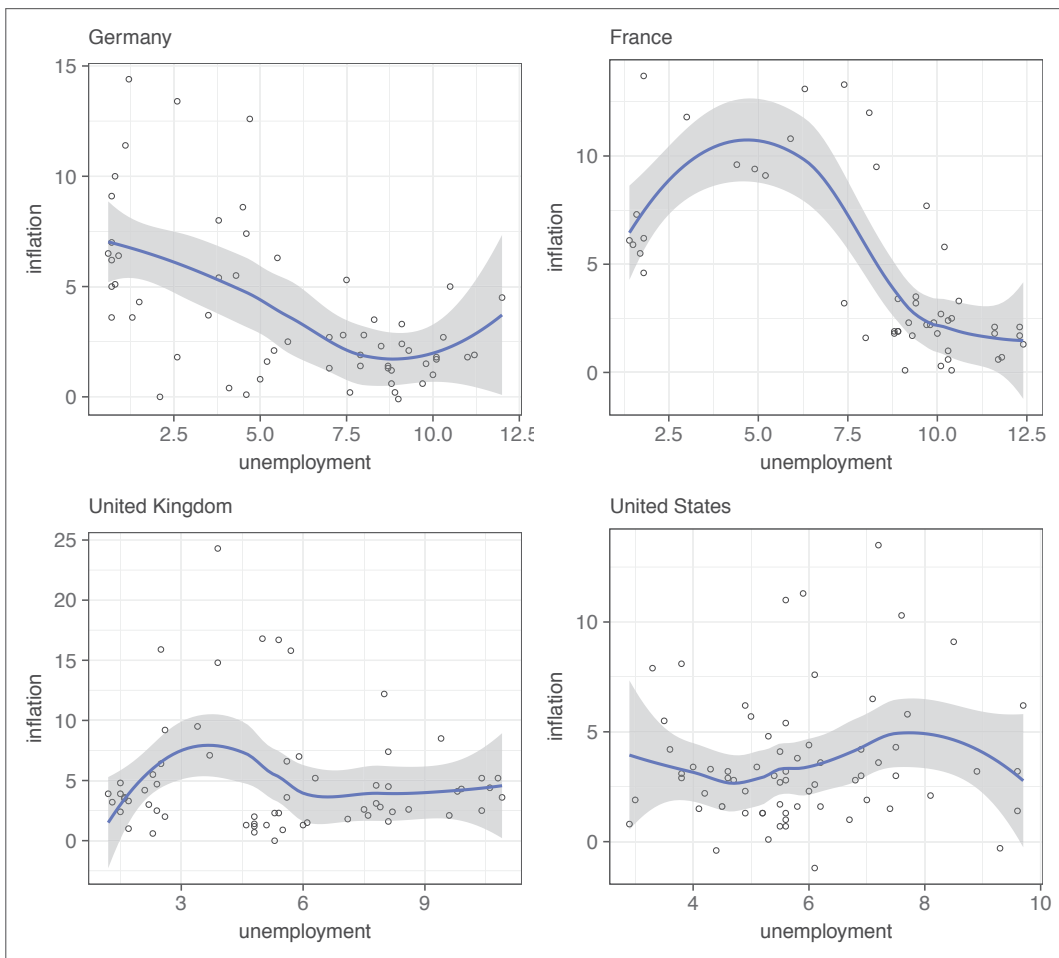 Germany
15
10
5
0
inflation
2.5 5.0 7.5 10.0 12.5
unemployment
France
10
5
0
inflation
2.5 5.0 7.5 10.0 12.5
unemployment
United Kingdom
25
20
15
10
5
0
inflation
3 6 9
unemployment
United States
10
5
0
inflation
4 6 8 10
unemployment